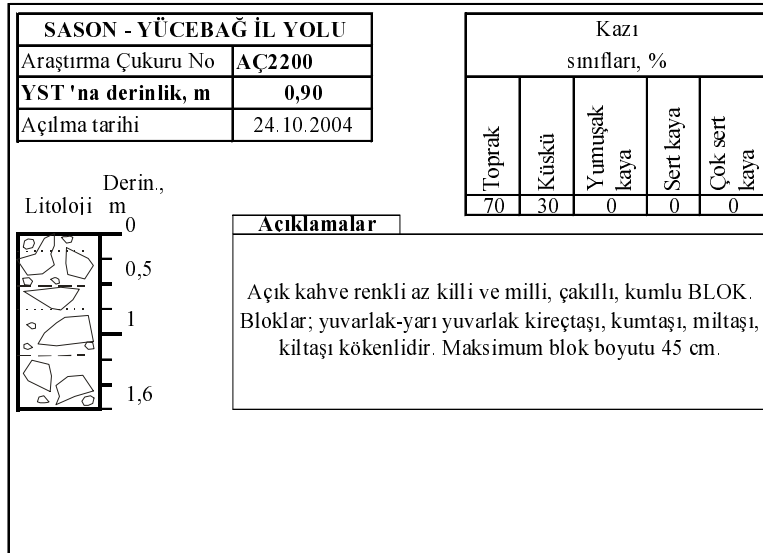 SASON - YÜCEBAĞ İL YOLU
Araştırma Çukuru No AÇ2200
YST 'na derinlik, m 0,90
Açılma tarihi 24.10.2004
Kazı
sınıfları, %
Toprak
Küskü
Yumuşak
kaya
Sert kaya
Çok sert
kaya
70 30 0 0 0
Derin.,
Litoloji m
0
0,5
1
1,6
Açıklamalar
Açık kahve renkli az killi ve milli, çakıllı, kumlu BLOK.
Bloklar; yuvarlak-yarı yuvarlak kireçtaşı, kumtaşı, miltaşı,
kiltaşı kökenlidir. Maksimum blok boyutu 45 cm.